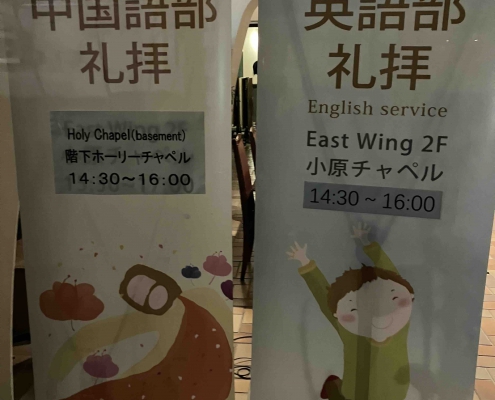 中国語部
礼拝
Holy Chapel(basement)
階下ホーリーチャペル
14:30～16:00
英語部
礼拝
English service
East Wing 2F
小原チャペル
14:30 ~ 16:00